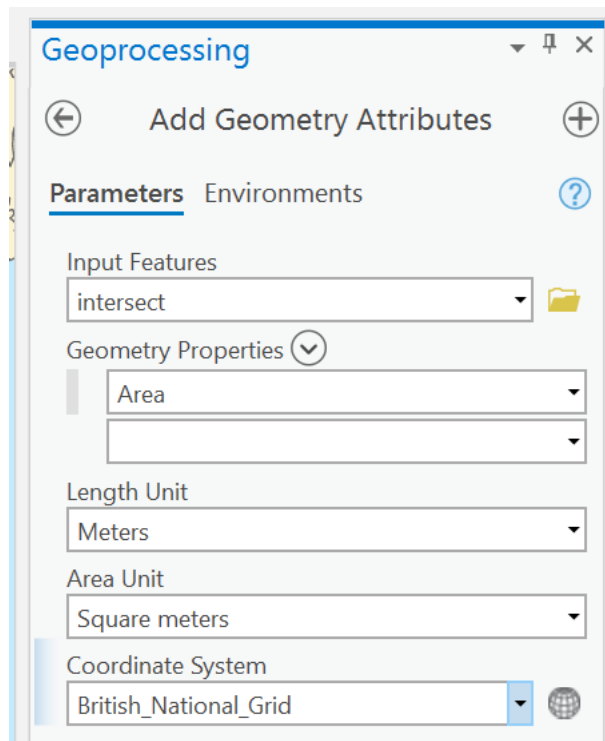 Geoprocessing
Add Geometry Attributes
Parameters Environments
Input Features
intersect
Geometry Properties
Area
Length Unit
Meters
Area Unit
Square meters
Coordinate System
British_National_Grid